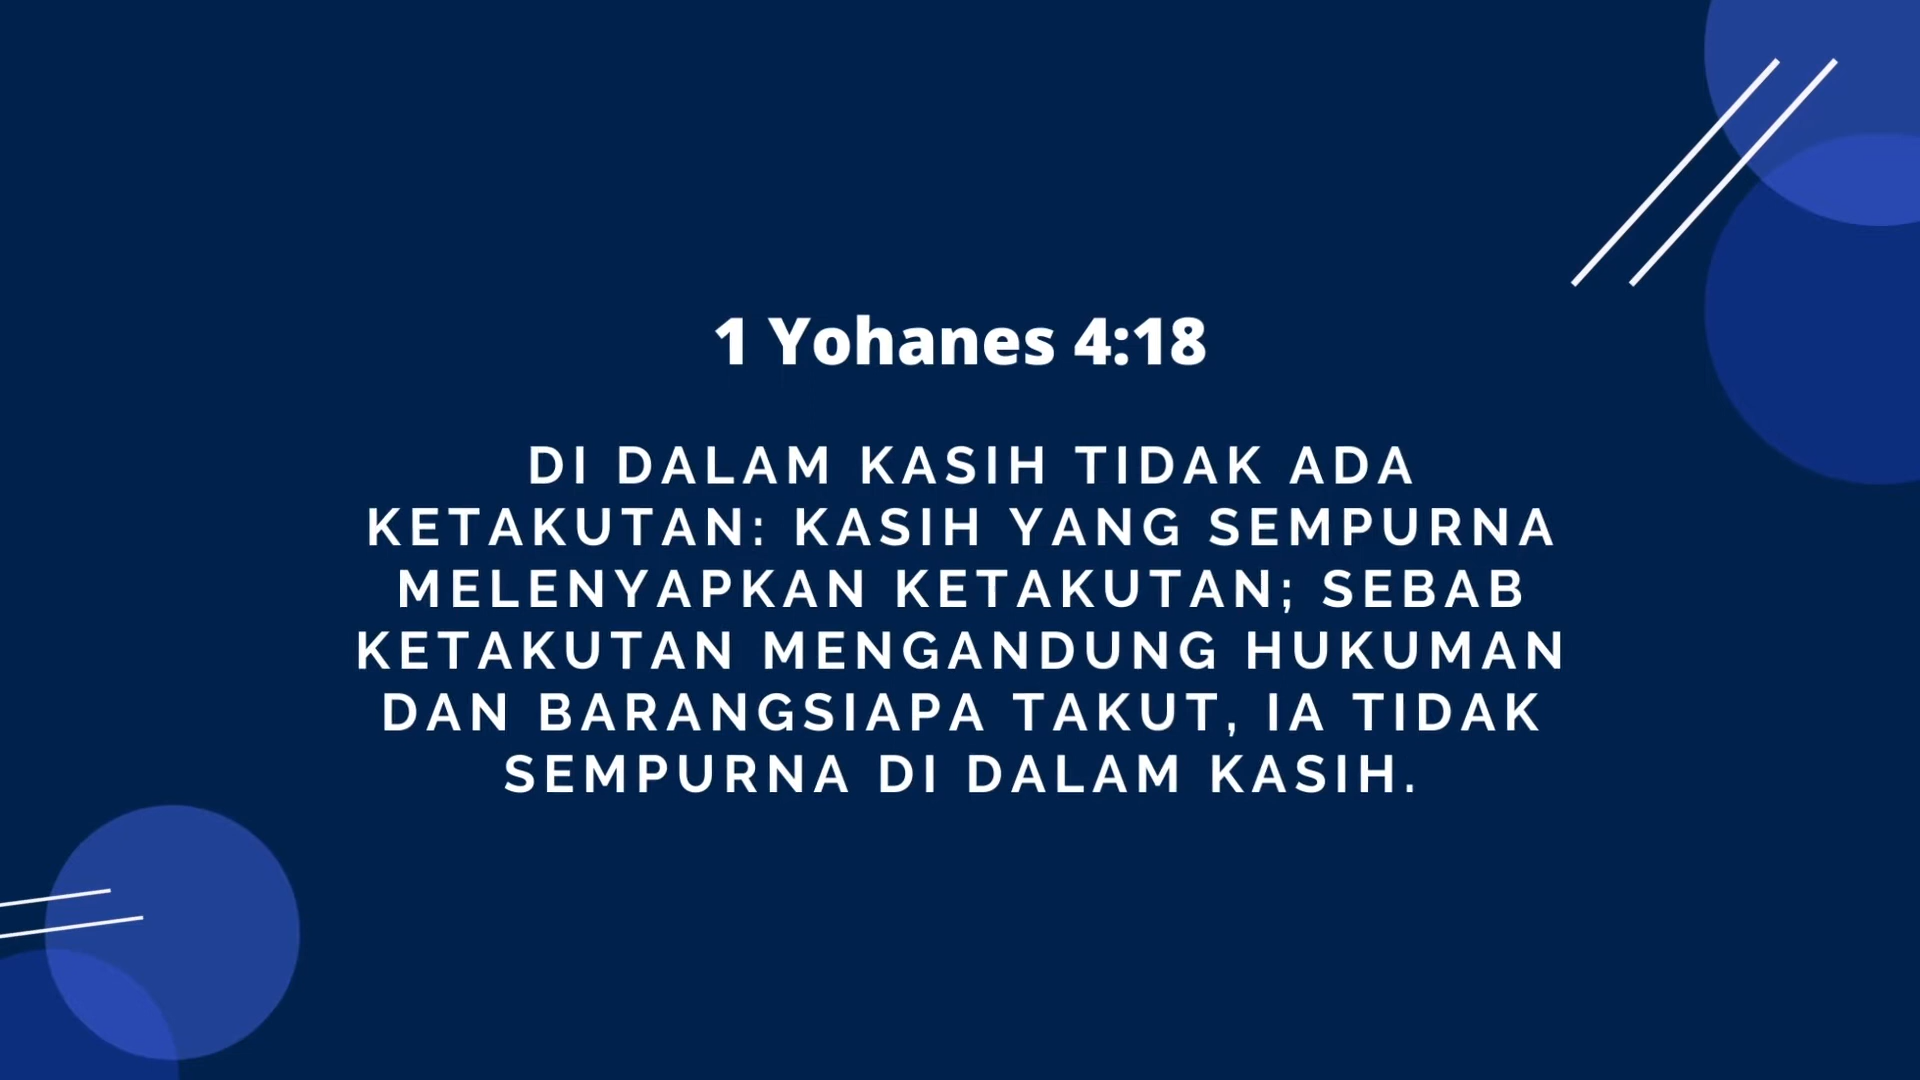 1 Yohanes 4:18
DI DALAM KASIH TIDAK ADA
KETAKUTAN: KASIH YANG SEMPURNA
MELENYAPKAN KETAKUTAN; SEBAB
KETAKUTAN MENGANDUNG HUKUMAN
DAN BARANGSIAPA TAKUT, IA TIDAK
SEMPURNA DI DALAM KASIH.